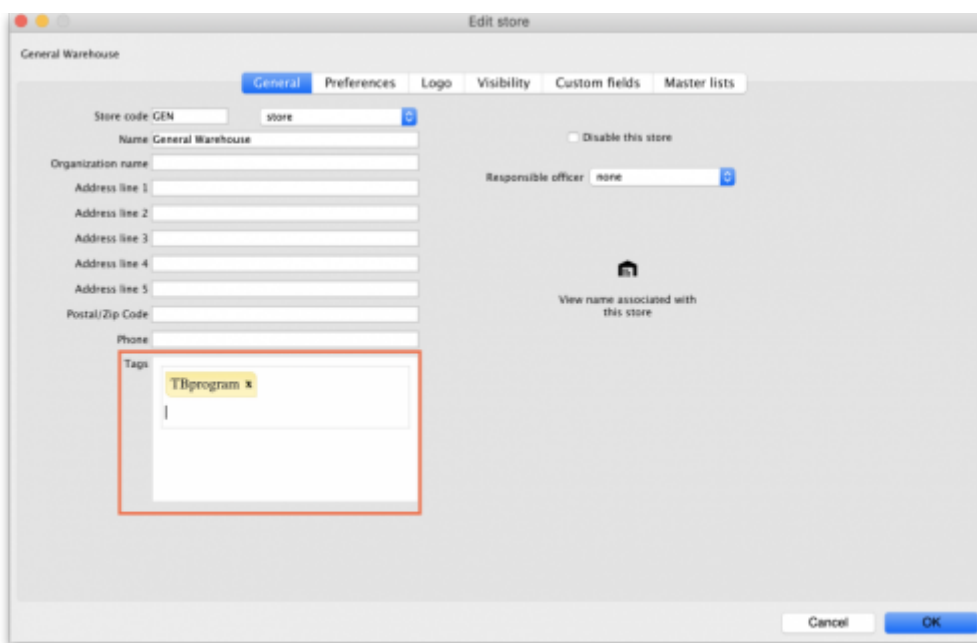 Edit store
General Warehouse
General Preferences Logo Visibility Custom fields Master lists
Store code GEN store
Disable this store
Name General Warehouse
Organization name
Responsible officer none
Address line 1
Address line 2
Address line 3
Address line 4
Address line 5
View name associated with
this store
Postal/Zip Code
Phone
Tags
TBprogram x
Cancel OK